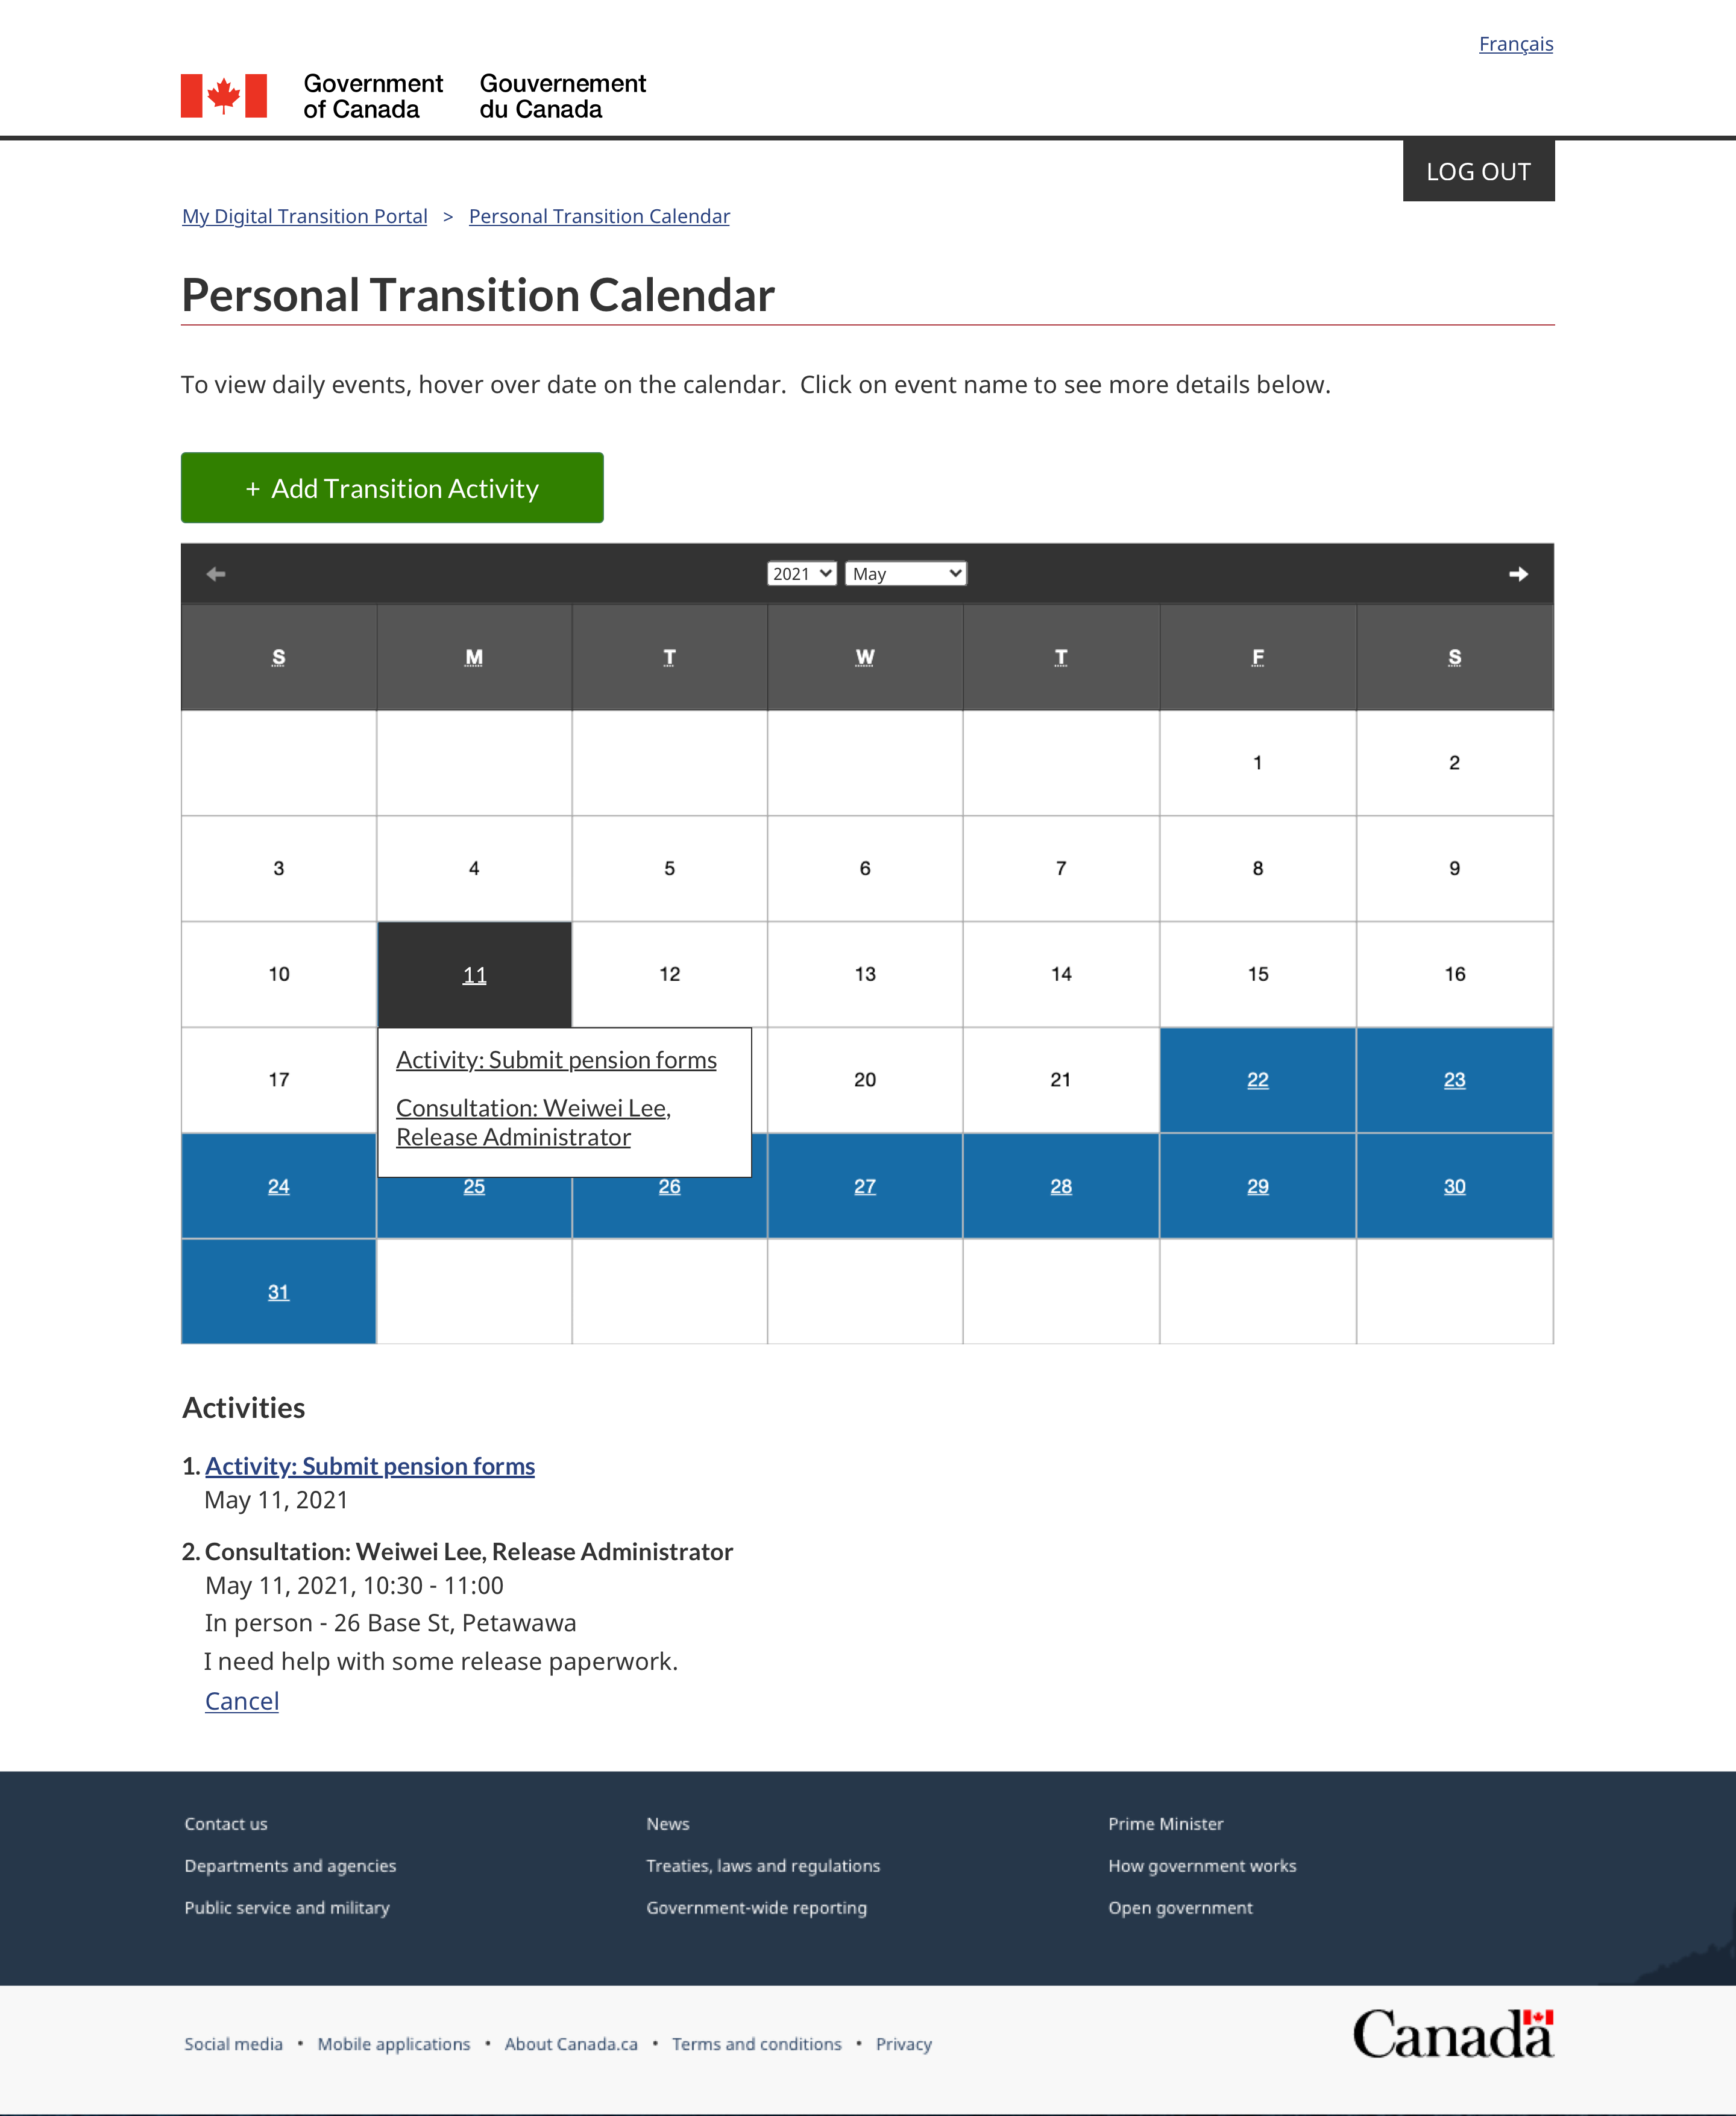 Français
Government of Canada
Gouvernement du Canada
LOG OUT
My Digital Transition Portal > Personal Transition Calendar
Personal Transition Calendar
To view daily events, hover over date on the calendar. Click on event name to see more details below.
+ Add Transition Activity
2021 May
S M T W T F S
1 2
3 4 5 6 7 8 9
10 11 12 13 14 15 16
17 20 21 22 23
Activity: Submit pension forms
Consultation: Weiwei Lee,
Release Administrator
24 25 26 27 28 29 30
31
Activities
1. Activity: Submit pension forms
May 11, 2021
2. Consultation: Weiwei Lee, Release Administrator
May 11, 2021, 10:30 - 11:00
In person - 26 Base St, Petawawa
I need help with some release paperwork.
Cancel
Contact us
Departments and agencies
Public service and military
News
Treaties, laws and regulations
Government-wide reporting
Prime Minister
How government works
Open government
Social media • Mobile applications • About Canada.ca • Terms and conditions • Privacy
Canada